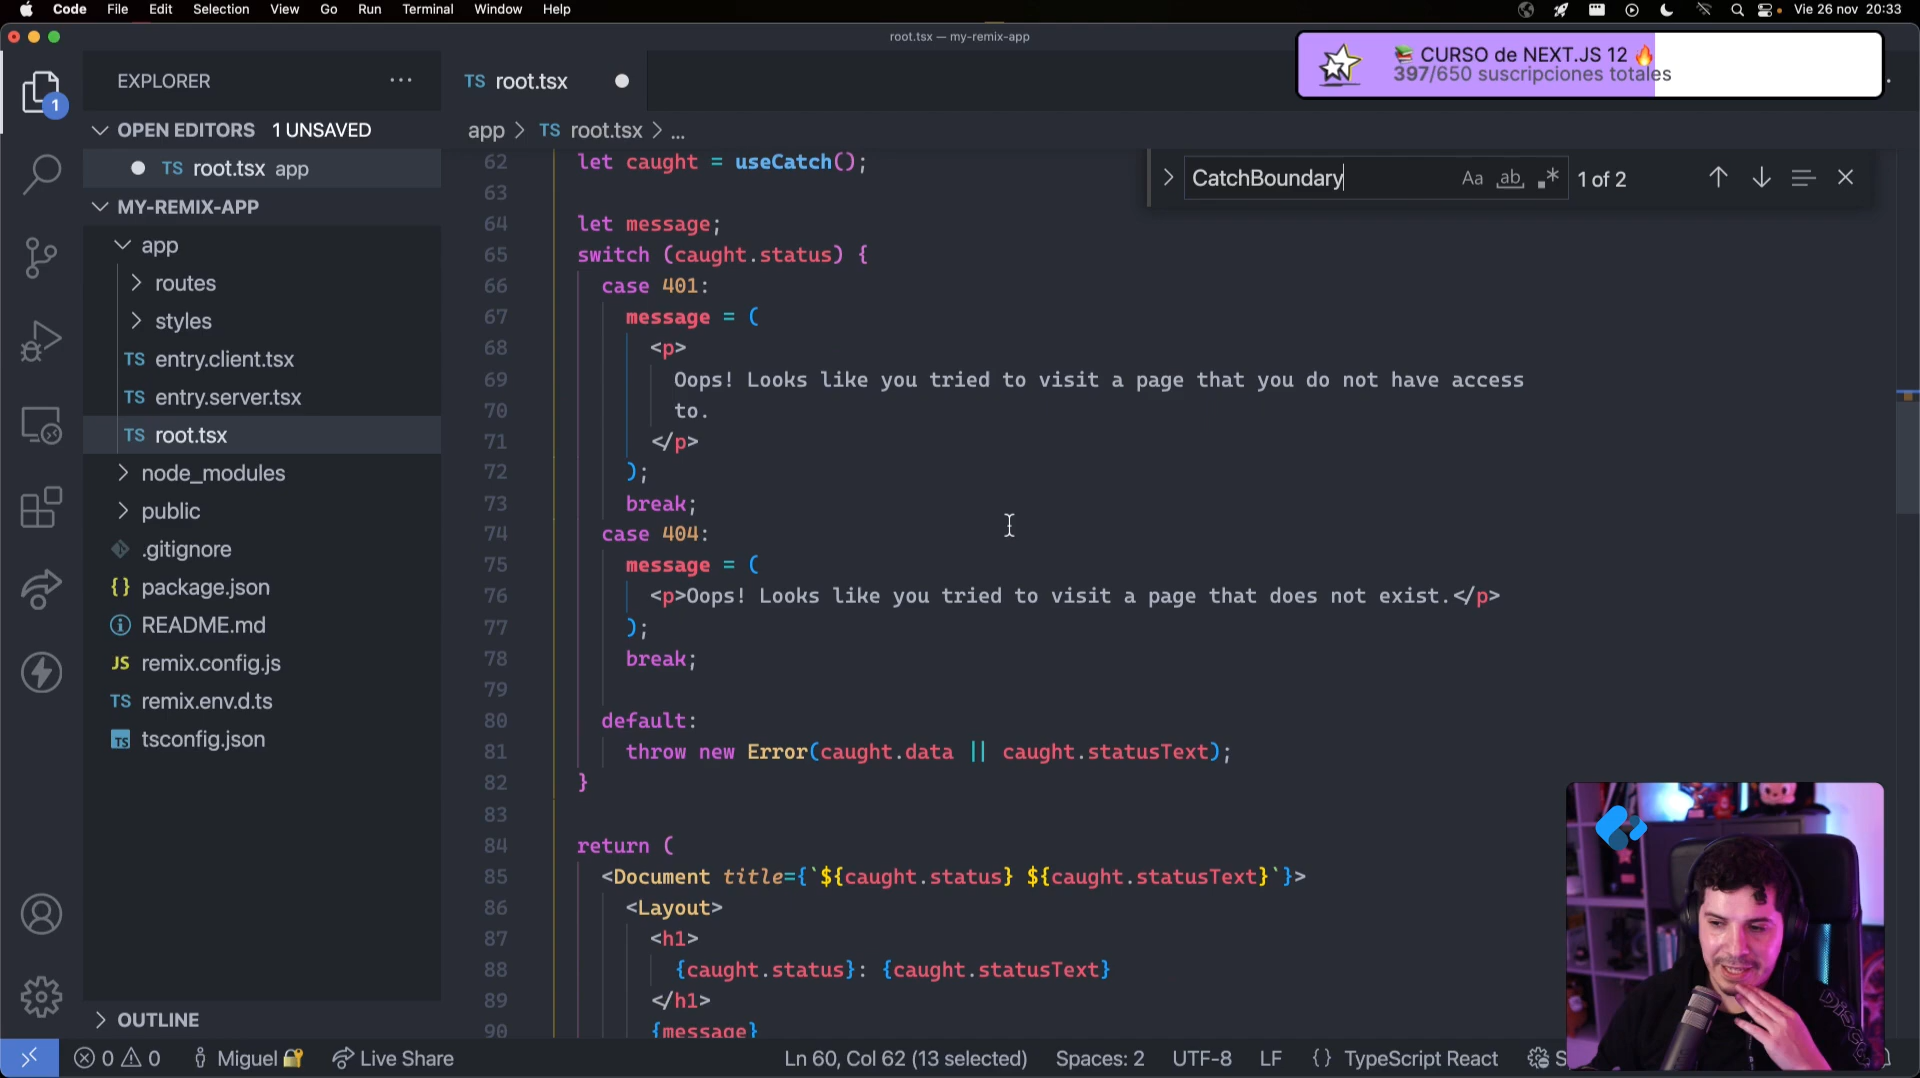 Code File Edit Selection View Go Run Terminal Window Help
Vie 26 nov 20:33
root.tsx — my-remix-app
CURSO de NEXT.JS 12
397/650 suscripciones totales
EXPLORER
1
OPEN EDITORS 1 UNSAVED
TS root.tsx app
MY-REMIX-APP
app
routes
styles
TS entry.client.tsx
TS entry.server.tsx
TS root.tsx
node_modules
public
.gitignore
{} package.json
README.md
JS remix.config.js
TS remix.env.d.ts
TS tsconfig.json
OUTLINE
TS root.tsx
app > TS root.tsx > ...
CatchBoundary Aa ab .* 1 of 2
62 let caught = useCatch();
63
64 let message;
65 switch (caught.status) {
66 case 401:
67 message = (
68 <p>
69 Oops! Looks like you tried to visit a page that you do not have access
70 to.
71 </p>
72 );
73 break;
74 case 404:
75 message = (
76 <p>Oops! Looks like you tried to visit a page that does not exist.</p>
77 );
78 break;
79
80 default:
81 throw new Error(caught.data || caught.statusText);
82 }
83
84 return (
85 <Document title={`${caught.status} ${caught.statusText}`}>
86 <Layout>
87 <h1>
88 {caught.status}: {caught.statusText}
89 </h1>
90 {message}
0 0 Miguel Live Share Ln 60, Col 62 (13 selected) Spaces: 2 UTF-8 LF {} TypeScript React S